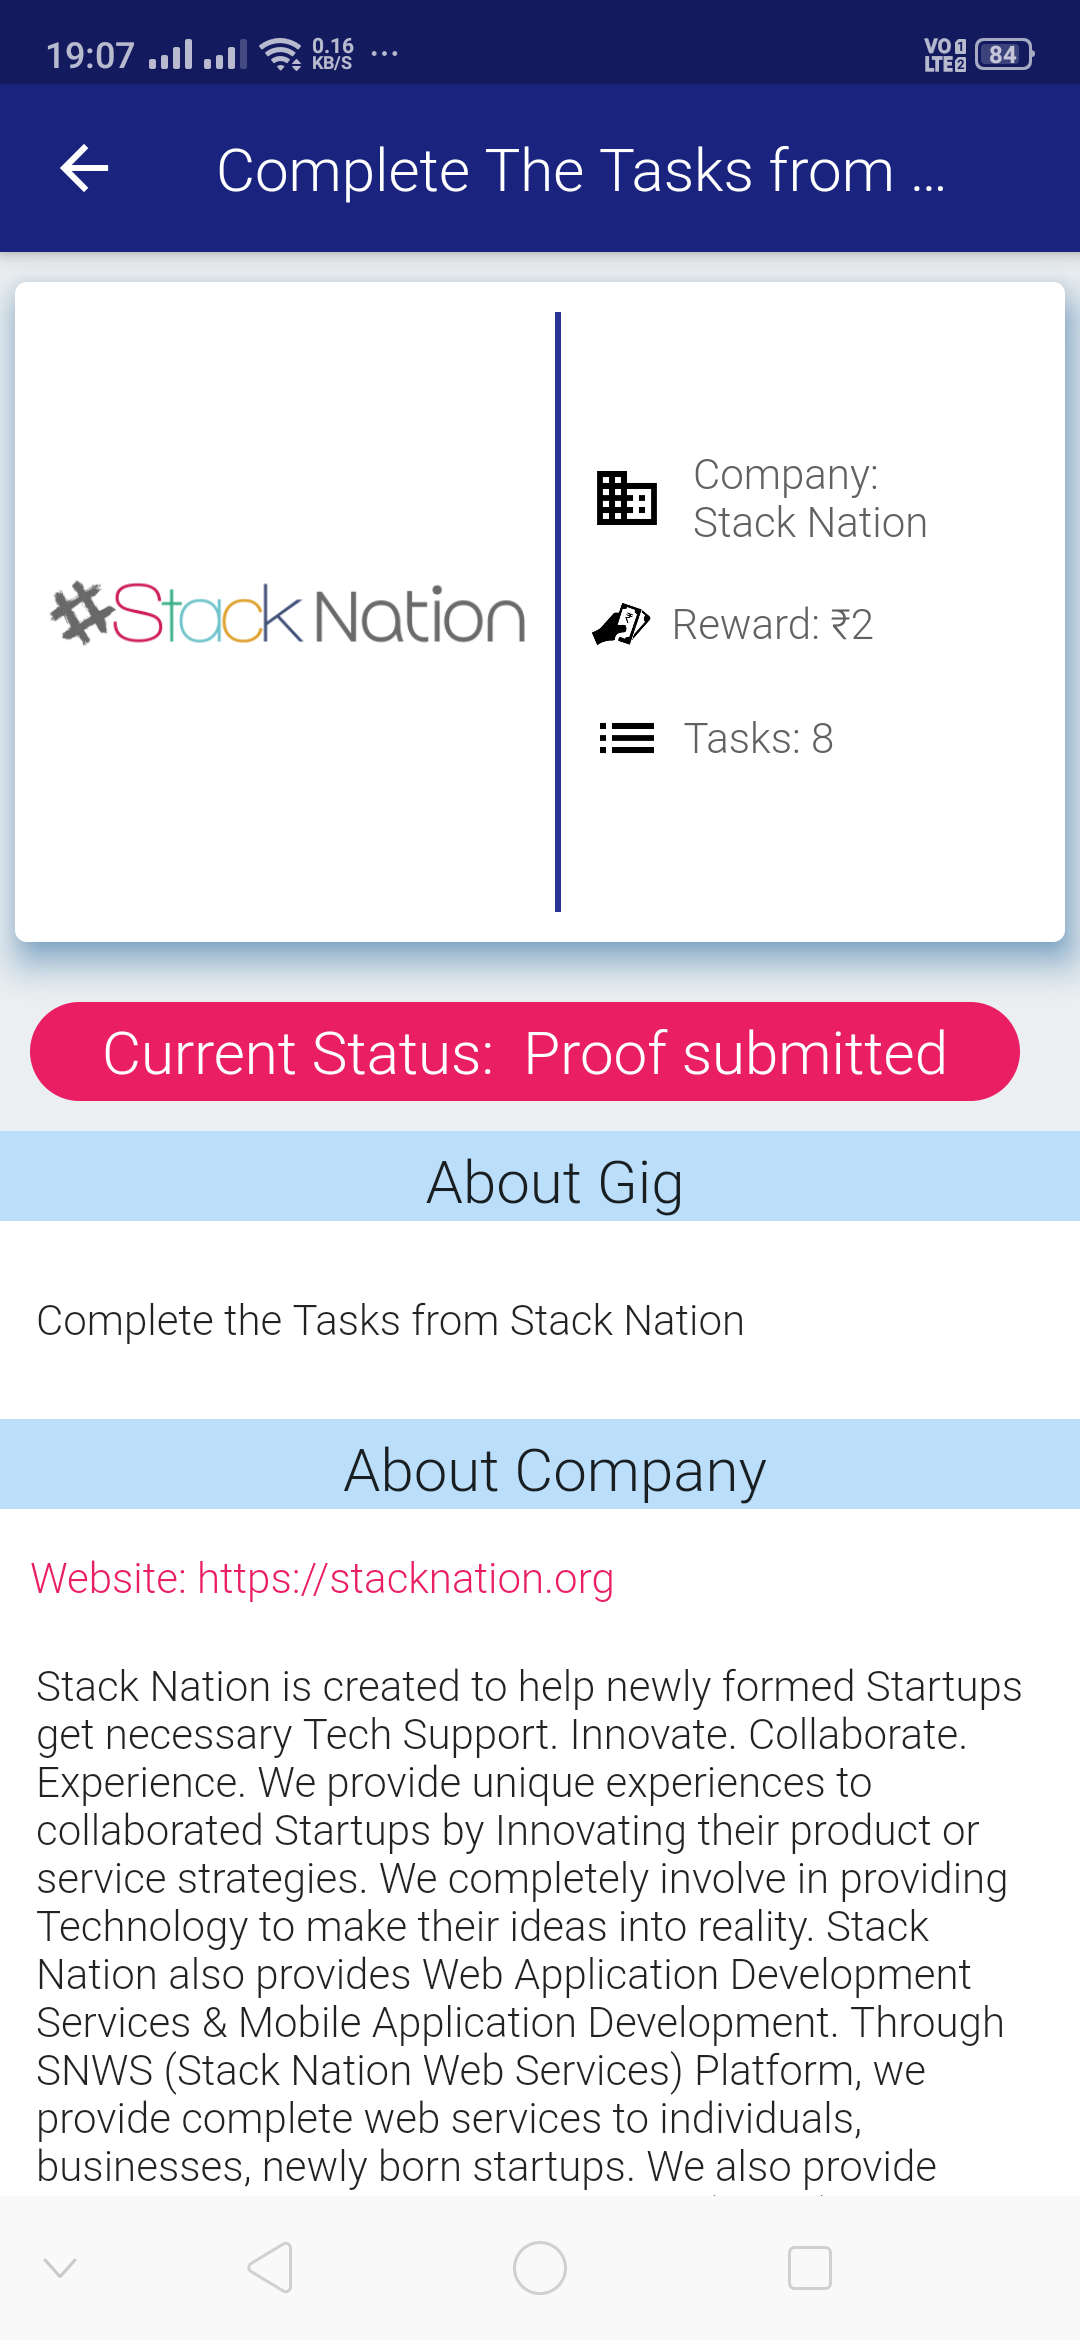 19:07 0.16 KB/S ... VO LTE 1 2 84
Complete The Tasks from ...
Company:
Stack Nation
#Stack Nation
Reward: ₹2
Tasks: 8
Current Status: Proof submitted
About Gig
Complete the Tasks from Stack Nation
About Company
Website: https://stacknation.org
Stack Nation is created to help newly formed Startups
get necessary Tech Support. Innovate. Collaborate.
Experience. We provide unique experiences to
collaborated Startups by Innovating their product or
service strategies. We completely involve in providing
Technology to make their ideas into reality. Stack
Nation also provides Web Application Development
Services & Mobile Application Development. Through
SNWS (Stack Nation Web Services) Platform, we
provide complete web services to individuals,
businesses, newly born startups. We also provide